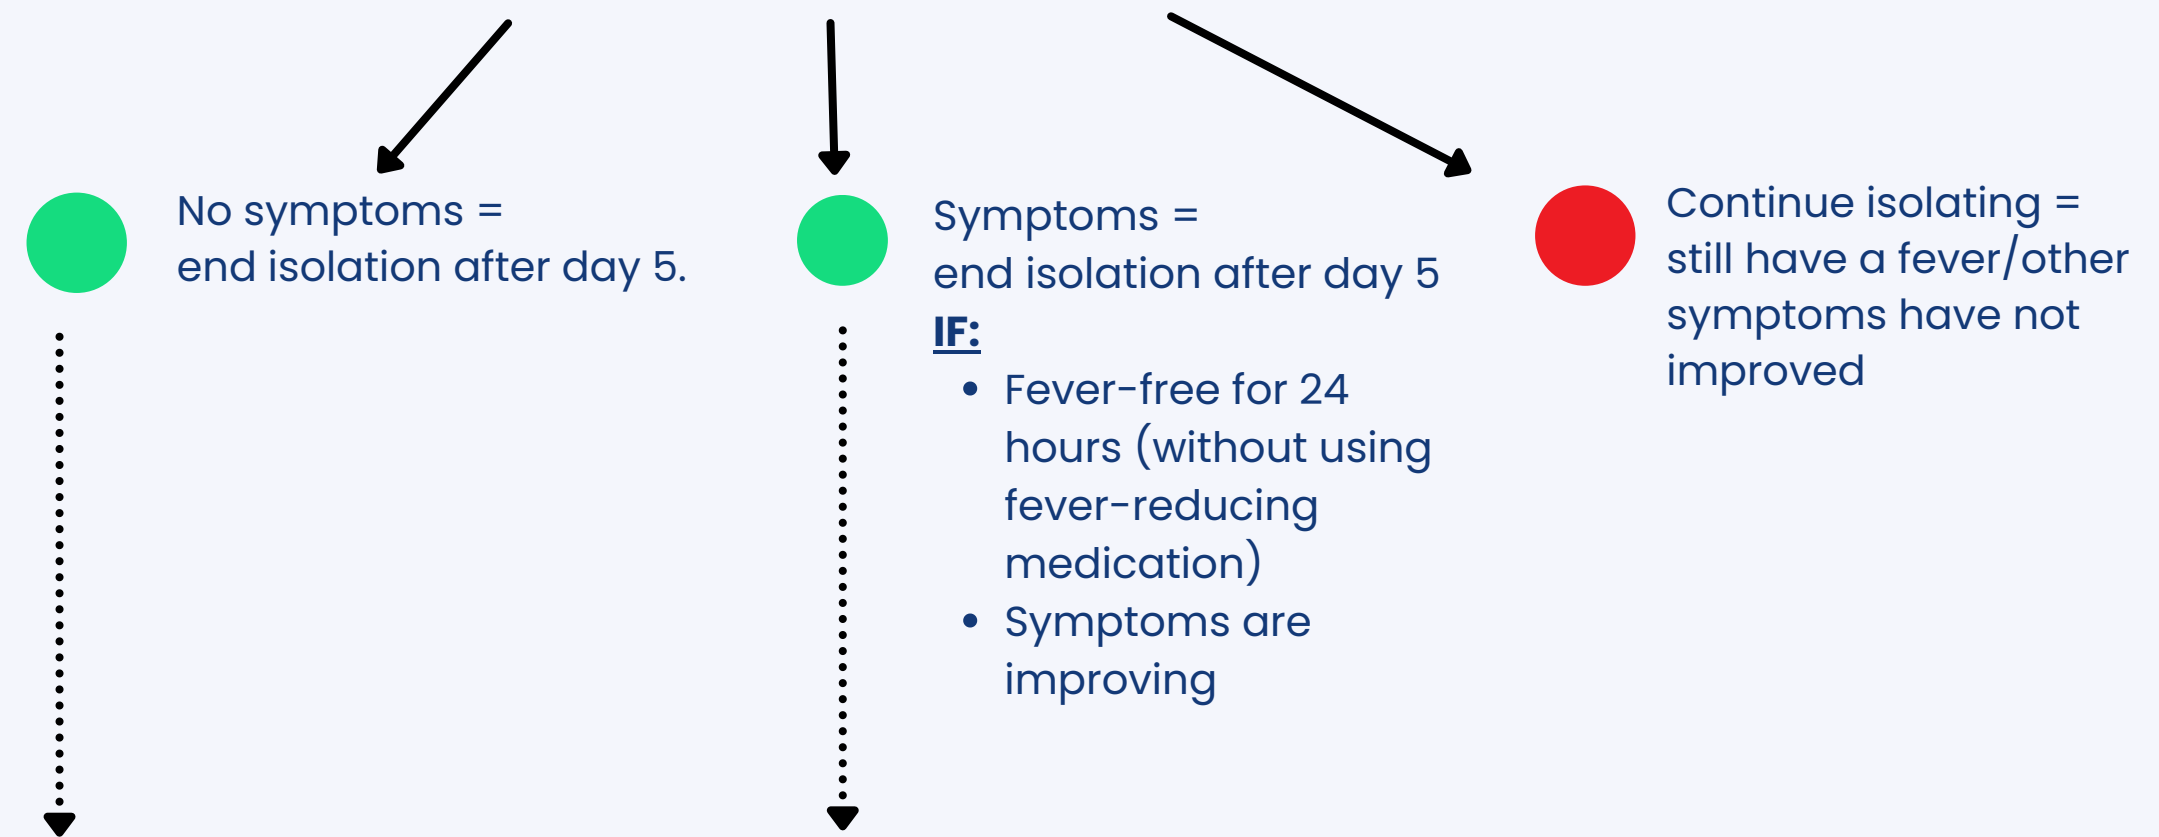 No symptoms =
end isolation after day 5.
Symptoms =
end isolation after day 5
IF:
• Fever-free for 24
hours (without using
fever-reducing
medication)
• Symptoms are
improving
Continue isolating =
still have a fever/other
symptoms have not
improved